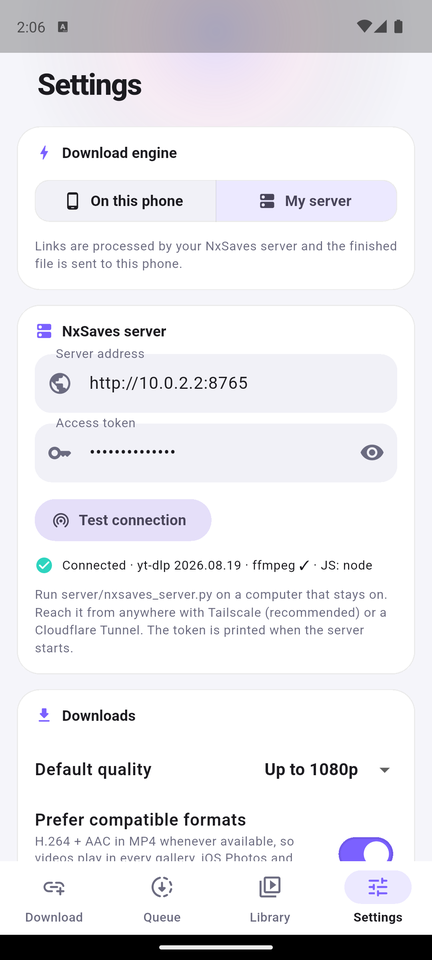 2:06
A
Settings
Download engine
On this phone
My server
Links are processed by your NxSaves server and the finished
file is sent to this phone.
NxSaves server
Server address
http://10.0.2.2:8765
Access token
••••••••••••••
Test connection
Connected · yt-dlp 2026.08.19 · ffmpeg ✓ · JS: node
Run server/nxsaves_server.py on a computer that stays on.
Reach it from anywhere with Tailscale (recommended) or a
Cloudflare Tunnel. The token is printed when the server
starts.
Downloads
Default quality
Up to 1080p
Prefer compatible formats
H.264 + AAC in MP4 whenever available, so
videos play in every gallery, iOS Photos and
Download
Queue
Library
Settings